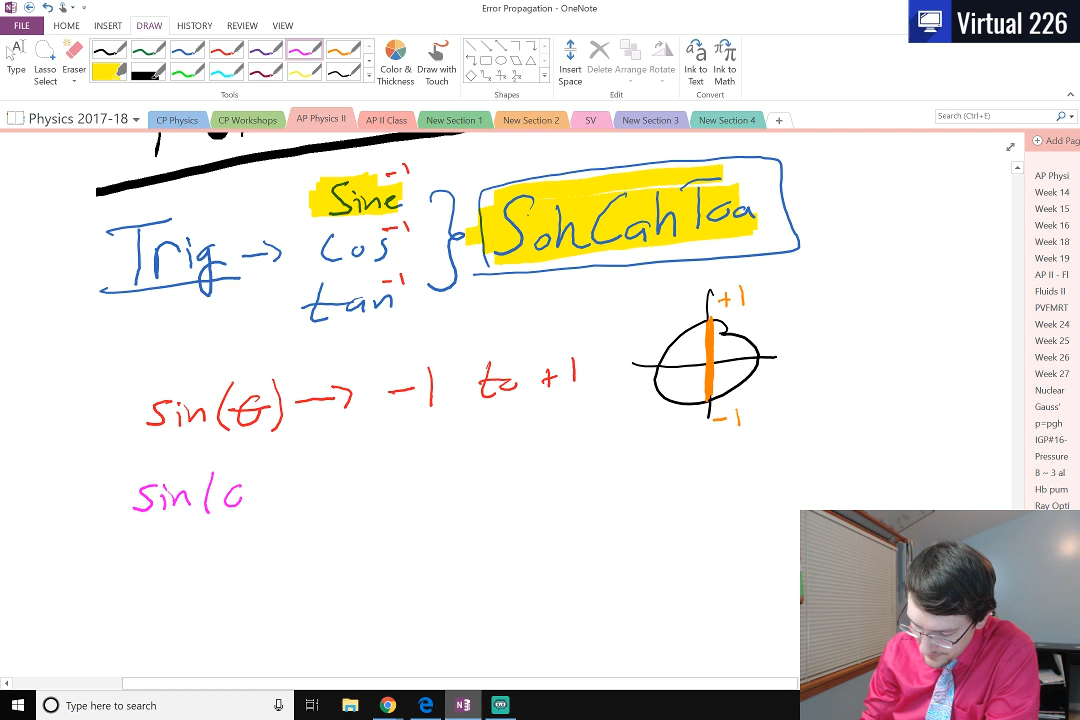 Error Propagation - OneNote
Virtual 226
FILE HOME INSERT DRAW HISTORY REVIEW VIEW
Type
Lasso Select
Eraser
Color & Thickness
Draw with Touch
Insert Space
Delete
Arrange
Rotate
Ink to Text
Ink to Math
Tools
Shapes
Edit
Convert
Physics 2017-18
CP Physics
CP Workshops
AP Physics II
AP II Class
New Section 1
New Section 2
SV
New Section 3
New Section 4
Search (Ctrl+E)
Add Pag
AP Physi
Week 14
Week 15
Week 16
Week 18
Week 19
AP II - Fl
Fluids II
PVFMRT
Week 24
Week 25
Week 26
Week 27
Nuclear
Gauss'
p=pgh
IGP#16-
Pressure
B ~ 3 al
Hb pum
Ray Opti
Sine -1
Trig → Cos -1
tan -1
SohCahToa
+1
-1
sin(θ) → -1 to +1
sin(
Type here to search